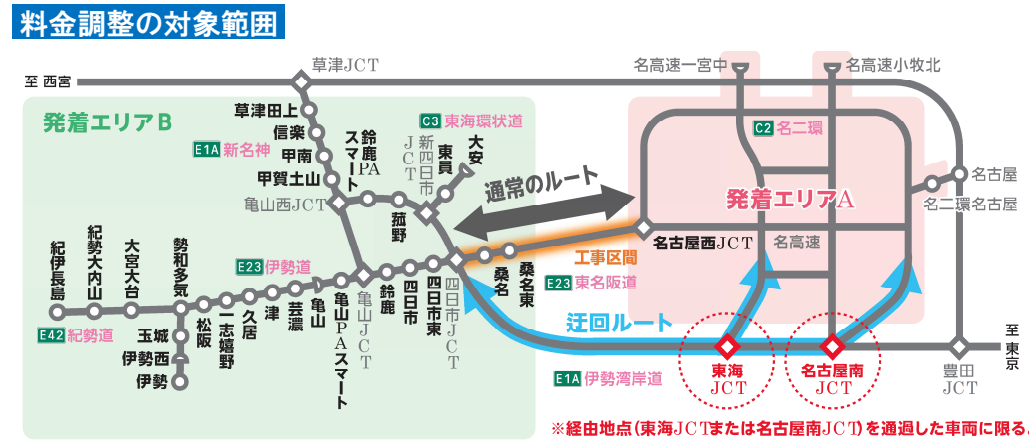 料金調整の対象範囲
至 西宮
草津JCT
名高速一宮中
名高速小牧北
発着エリアB
草津田上
信楽
甲南
甲賀土山
亀山西JCT
E1A 新名神
鈴鹿PA
スマート
菰野
C3 東海環状道
新四日市
JCT
東員
大安
通常のルート
C2 名二環
発着エリアA
名古屋
名二環名古屋
名古屋西JCT
名高速
工事区間
E23 東名阪道
桑名
桑名東
紀伊長島
紀勢大内山
大宮大台
勢和多気
E23 伊勢道
松阪
一志嬉野
久居
津
芸濃
亀山
亀山PAスマート
亀山JCT
鈴鹿
四日市
四日市東
四日市JCT
E42 紀勢道
玉城
伊勢西
伊勢
迂回ルート
E1A 伊勢湾岸道
東海
JCT
名古屋南
JCT
豊田
JCT
至 東京
※経由地点(東海JCTまたは名古屋南JCT)を通過した車両に限る。